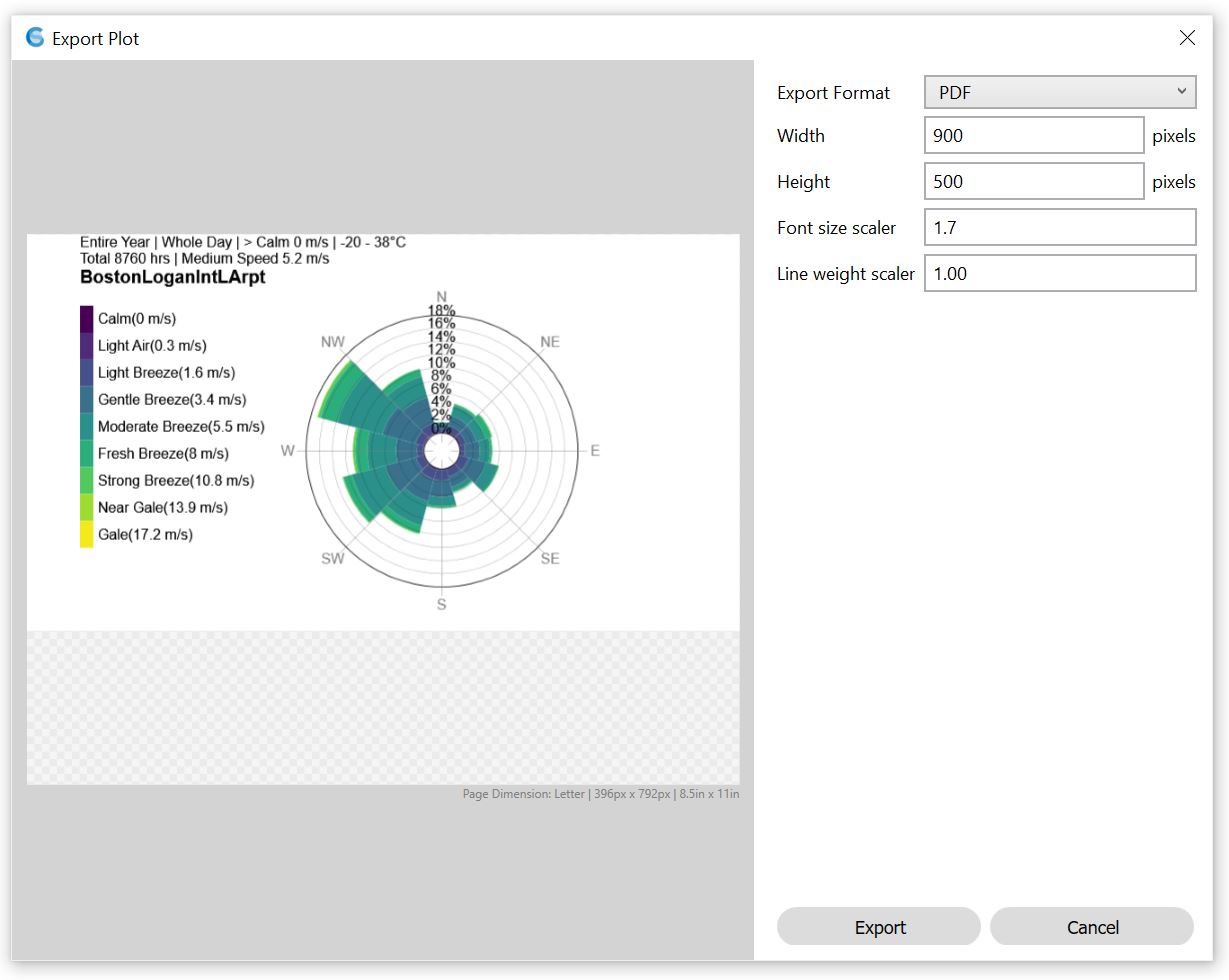 Export Plot
Export Format
PDF
Width
900
pixels
Height
500
pixels
Font size scaler
1.7
Line weight scaler
1.00
Entire Year | Whole Day | > Calm 0 m/s | -20 - 38°C
Total 8760 hrs | Medium Speed 5.2 m/s
BostonLoganIntLArpt
Calm(0 m/s)
Light Air(0.3 m/s)
Light Breeze(1.6 m/s)
Gentle Breeze(3.4 m/s)
Moderate Breeze(5.5 m/s)
Fresh Breeze(8 m/s)
Strong Breeze(10.8 m/s)
Near Gale(13.9 m/s)
Gale(17.2 m/s)
N
18%
16%
14%
12%
10%
8%
6%
4%
2%
0%
NW
NE
W
E
SW
SE
S
Page Dimension: Letter | 396px x 792px | 8.5in x 11in
Export
Cancel